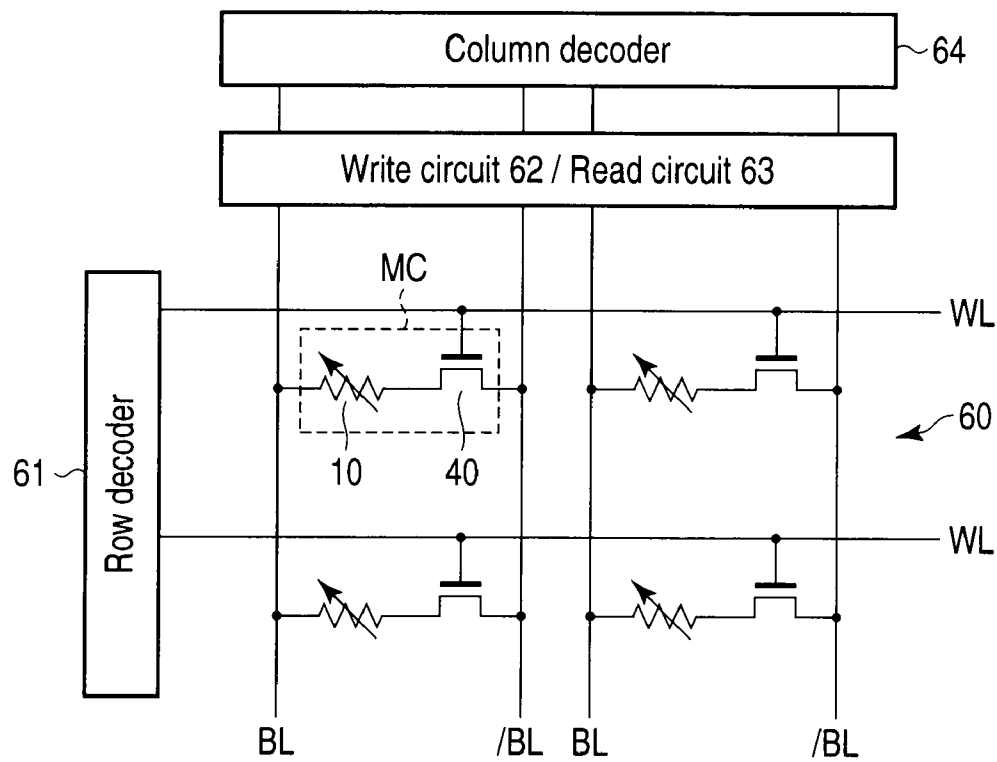 Column decoder
64
Write circuit 62 / Read circuit 63
MC
WL
10
40
60
61
Row decoder
WL
BL
/BL
BL
/BL